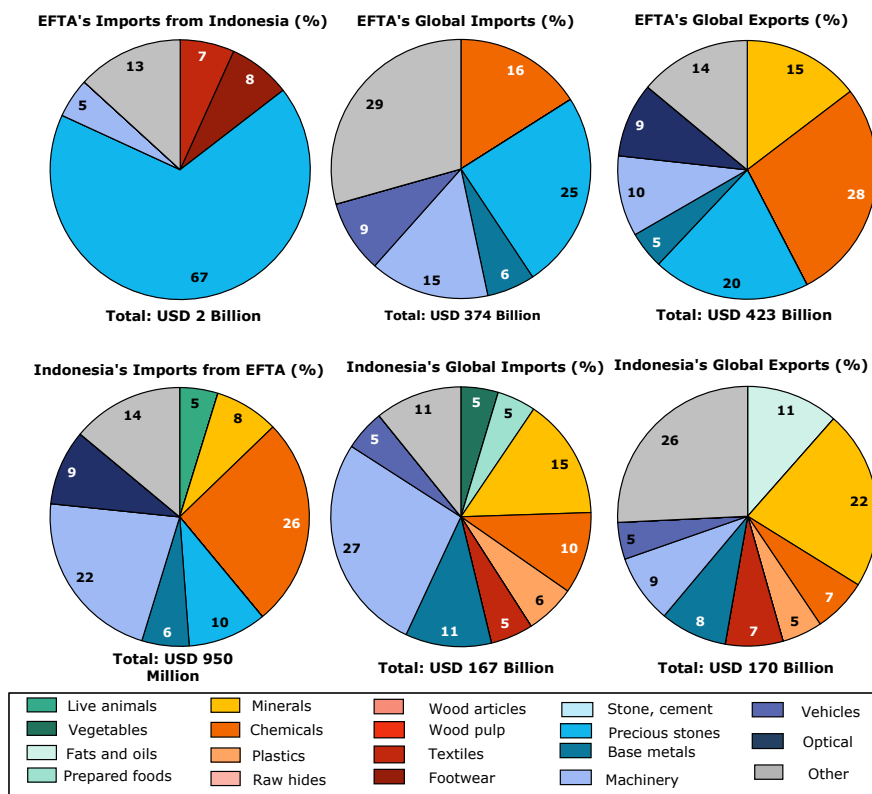 EFTA's Imports from Indonesia (%)
7
8
67
5
13
Total: USD 2 Billion
EFTA's Global Imports (%)
16
25
6
15
9
29
Total: USD 374 Billion
EFTA's Global Exports (%)
15
28
20
5
10
9
14
Total: USD 423 Billion
Indonesia's Imports from EFTA (%)
5
8
26
10
6
22
9
14
Total: USD 950
Million
Indonesia's Global Imports (%)
5
5
15
10
6
5
11
27
5
11
Total: USD 167 Billion
Indonesia's Global Exports (%)
11
22
7
5
7
8
9
5
26
Total: USD 170 Billion
Live animals
Vegetables
Fats and oils
Prepared foods
Minerals
Chemicals
Plastics
Raw hides
Wood articles
Wood pulp
Textiles
Footwear
Stone, cement
Precious stones
Base metals
Machinery
Vehicles
Optical
Other